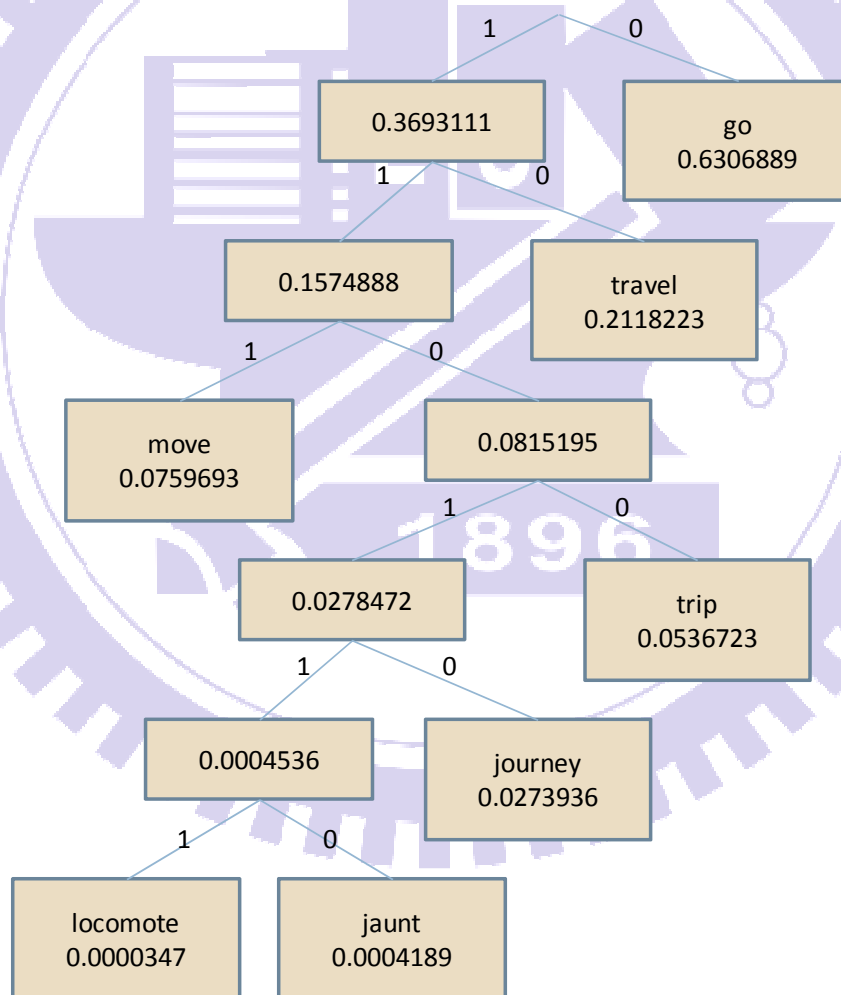 1 0
0.3693111
go
0.6306889
1 0
0.1574888
travel
0.2118223
1 0
move
0.0759693
0.0815195
1 0
1896
0.0278472
trip
0.0536723
1 0
0.0004536
journey
0.0273936
1 0
locomote
0.0000347
jaunt
0.0004189